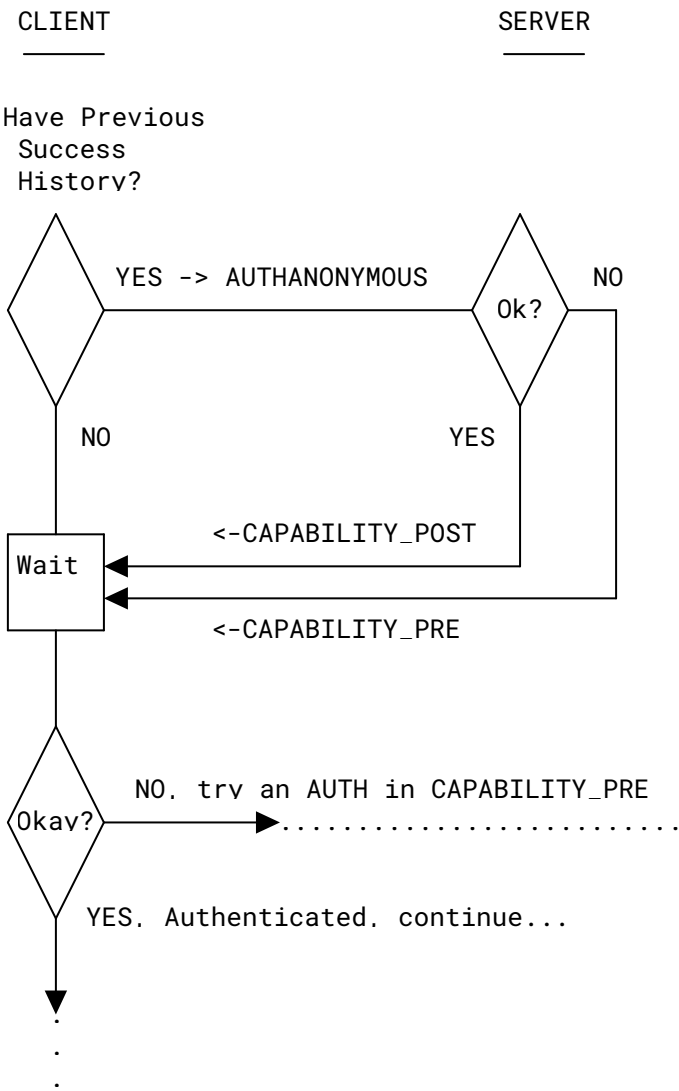 CLIENT SERVER
Have Previous
Success
History?
YES -> AUTHANONYMOUS NO
Ok?
NO YES
<-CAPABILITY_POST
Wait
<-CAPABILITY_PRE
NO, try an AUTH in CAPABILITY_PRE
Okay? ...........................
YES, Authenticated, continue...
.
.
.